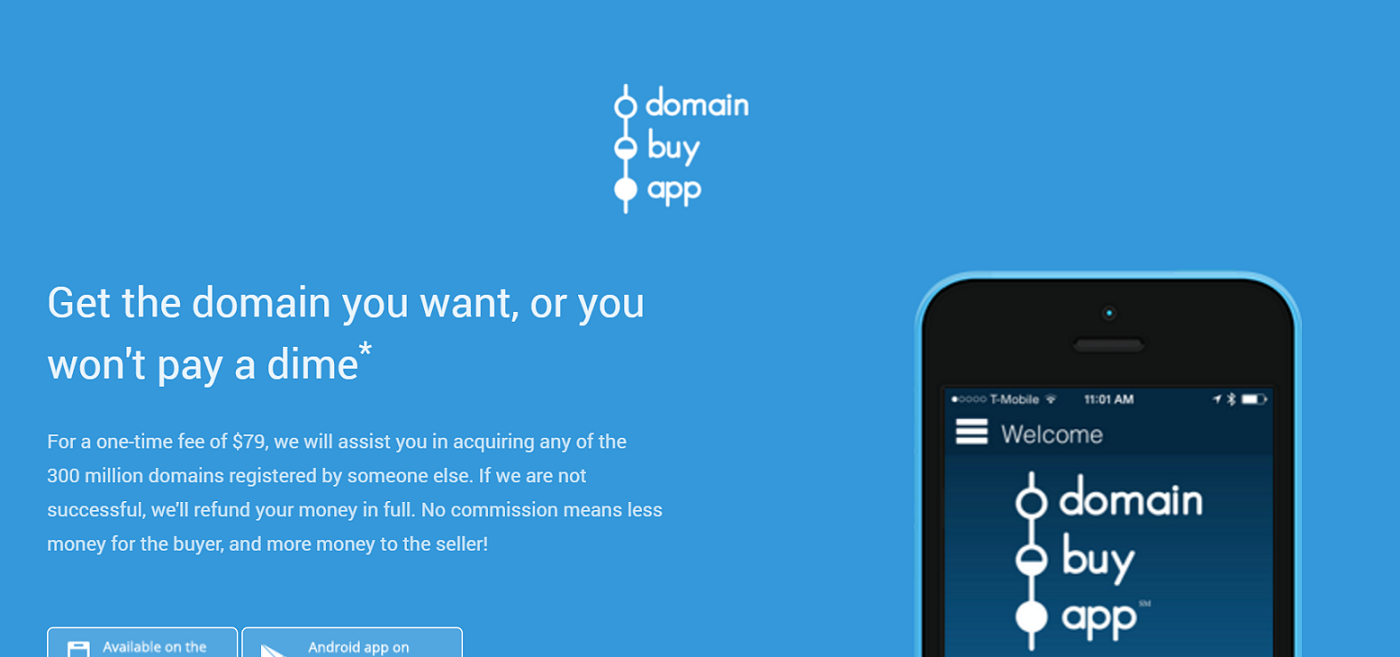 domain
buy
app
Get the domain you want, or you
won't pay a dime*
For a one-time fee of $79, we will assist you in acquiring any of the
300 million domains registered by someone else. If we are not
successful, we'll refund your money in full. No commission means less
money for the buyer, and more money to the seller!
Available on the
Android app on
T-Mobile 11:01 AM
Welcome
domain
buy
app SM